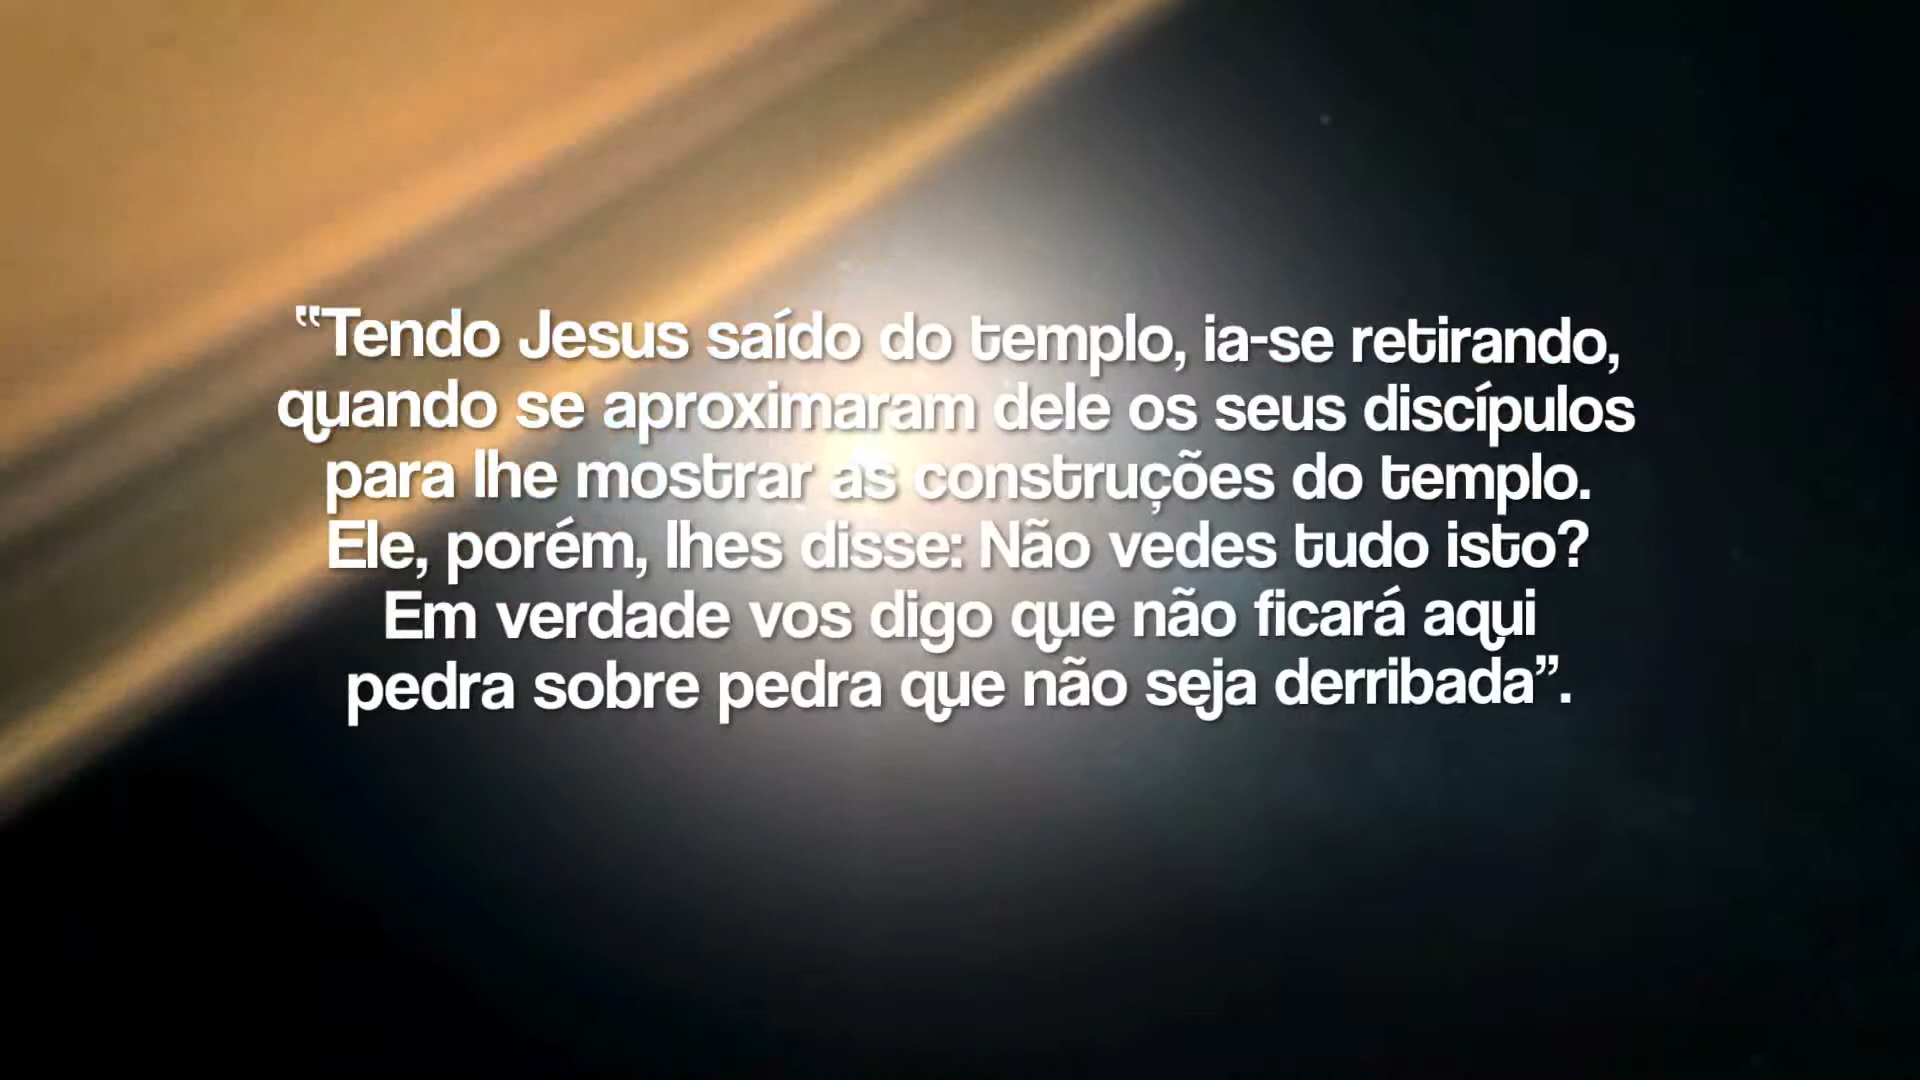 “Tendo Jesus saído do templo, ia-se retirando,
quando se aproximaram dele os seus discípulos
para lhe mostrar as construções do templo.
Ele, porém, lhes disse: Não vedes tudo isto?
Em verdade vos digo que não ficará aqui
pedra sobre pedra que não seja derribada”.